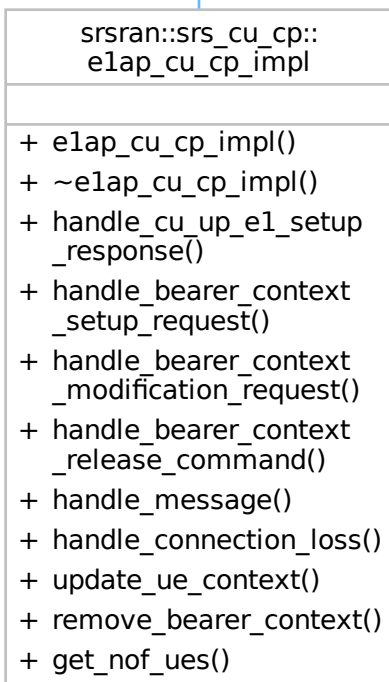 srsran::srs_cu_cp::
e1ap_cu_cp_impl
+ e1ap_cu_cp_impl()
+ ~e1ap_cu_cp_impl()
+ handle_cu_up_e1_setup
_response()
+ handle_bearer_context
_setup_request()
+ handle_bearer_context
_modification_request()
+ handle_bearer_context
_release_command()
+ handle_message()
+ handle_connection_loss()
+ update_ue_context()
+ remove_bearer_context()
+ get_nof_ues()